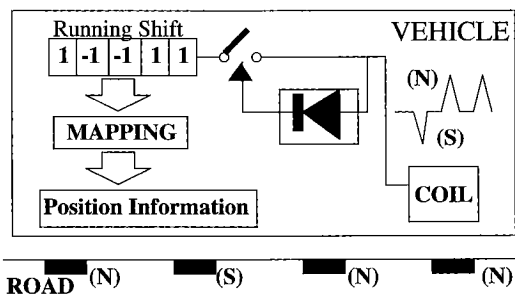 Running Shift
VEHICLE
1 -1 -1 1 1
(N)
(S)
MAPPING
Position Information
COIL
ROAD (N) (S) (N) (N)